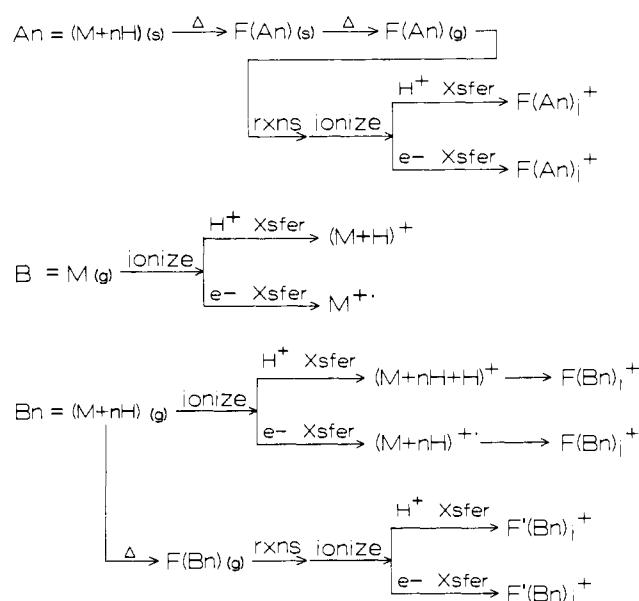 Δ Δ
An = (M+nH) (s) → F(An) (s) → F(An) (g)
H⁺ Xsfer
rxns ionize → F(An)ᵢ⁺
e- Xsfer
→ F(An)ᵢ⁺
H⁺ Xsfer
→ (M+H)⁺
B = M (g) ionize
e- Xsfer
→ M⁺·
H⁺ Xsfer
→ (M+nH+H)⁺ → F(Bn)ᵢ⁺
Bn = (M+nH) (g) ionize
e- Xsfer
→ (M+nH)⁺· → F(Bn)ᵢ⁺
H⁺ Xsfer
→ F'(Bn)ᵢ⁺
Δ → F(Bn) (g) rxns → ionize
e- Xsfer
→ F'(Bn)ᵢ⁺